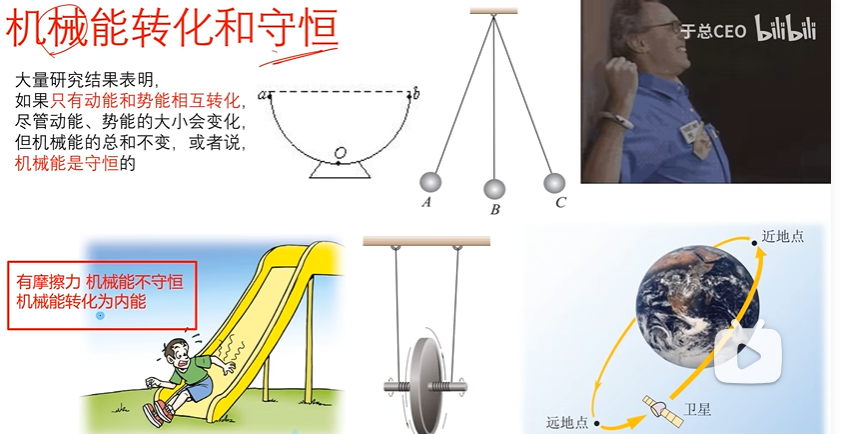 机械能转化和守恒
于总CEO bilibili
大量研究结果表明，
如果只有动能和势能相互转化，
尽管动能、势能的大小会变化，
但机械能的总和不变，或者说，
机械能是守恒的
a
b
O
A
B
C
有摩擦力 机械能不守恒
机械能转化为内能
近地点
卫星
远地点